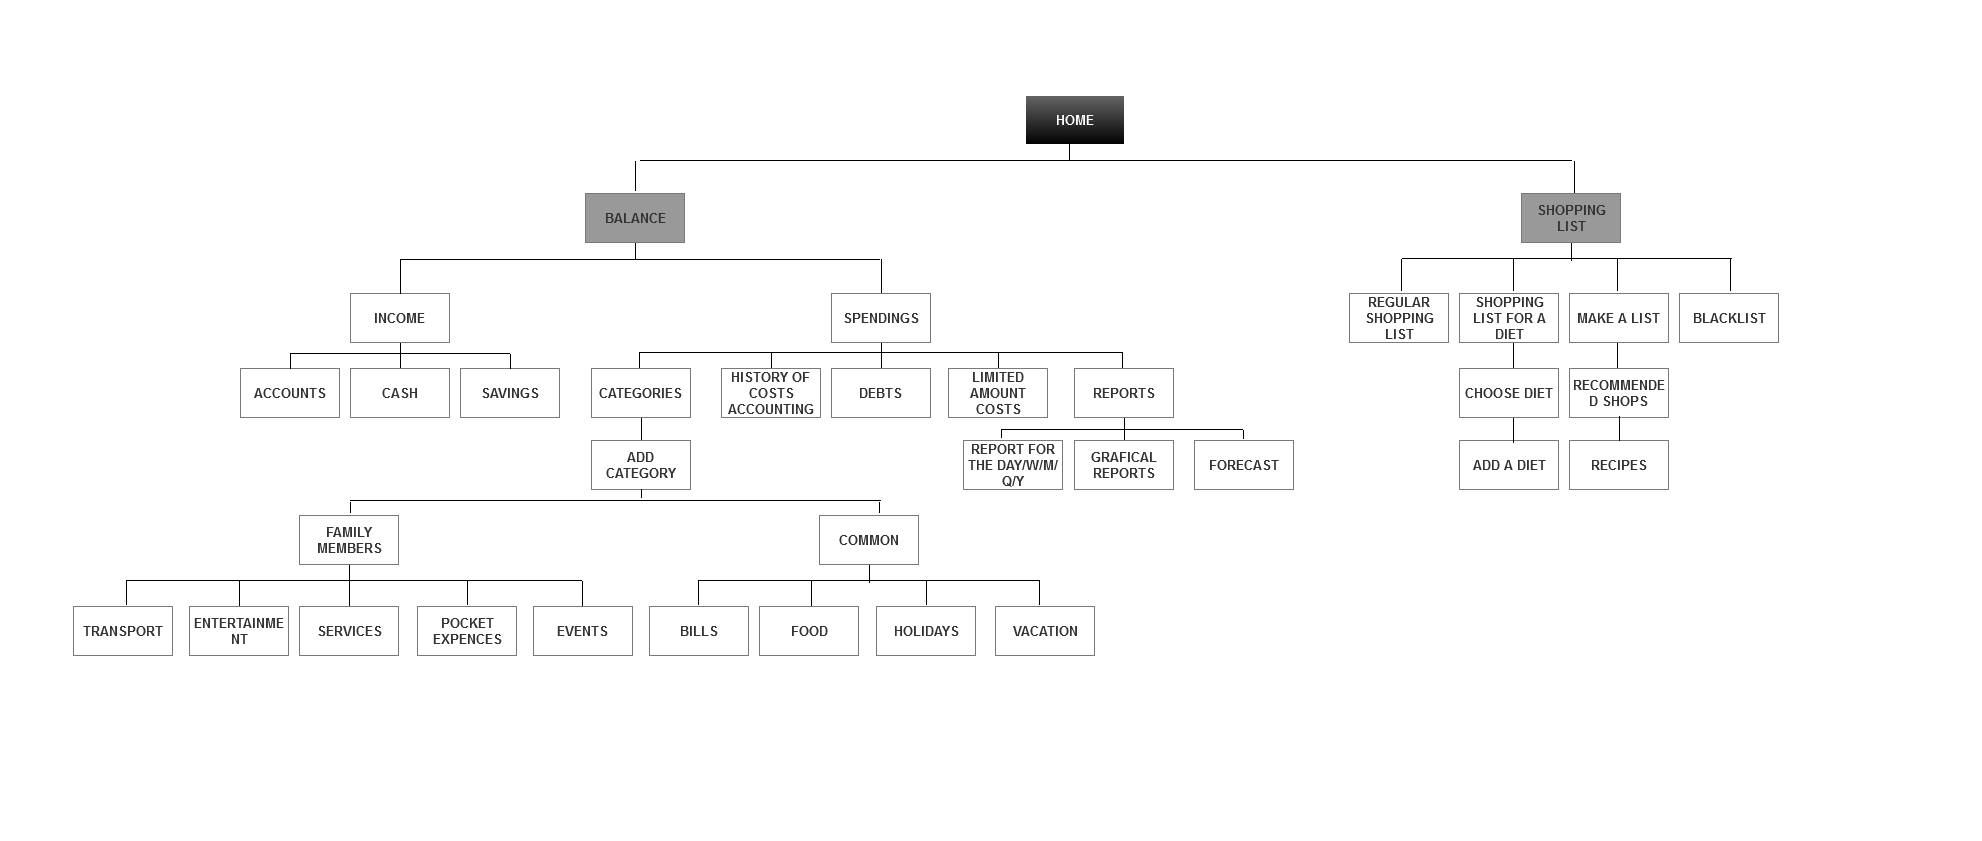 HOME
BALANCE
SHOPPING
LIST
INCOME
SPENDINGS
REGULAR
SHOPPING
LIST
SHOPPING
LIST FOR A
DIET
MAKE A LIST
BLACKLIST
ACCOUNTS
CASH
SAVINGS
CATEGORIES
HISTORY OF
COSTS
ACCOUNTING
DEBTS
LIMITED
AMOUNT
COSTS
REPORTS
CHOOSE DIET
RECOMMENDE
D SHOPS
ADD
CATEGORY
REPORT FOR
THE DAY/W/M/
Q/Y
GRAFICAL
REPORTS
FORECAST
ADD A DIET
RECIPES
FAMILY
MEMBERS
COMMON
TRANSPORT
ENTERTAINME
NT
SERVICES
POCKET
EXPENCES
EVENTS
BILLS
FOOD
HOLIDAYS
VACATION